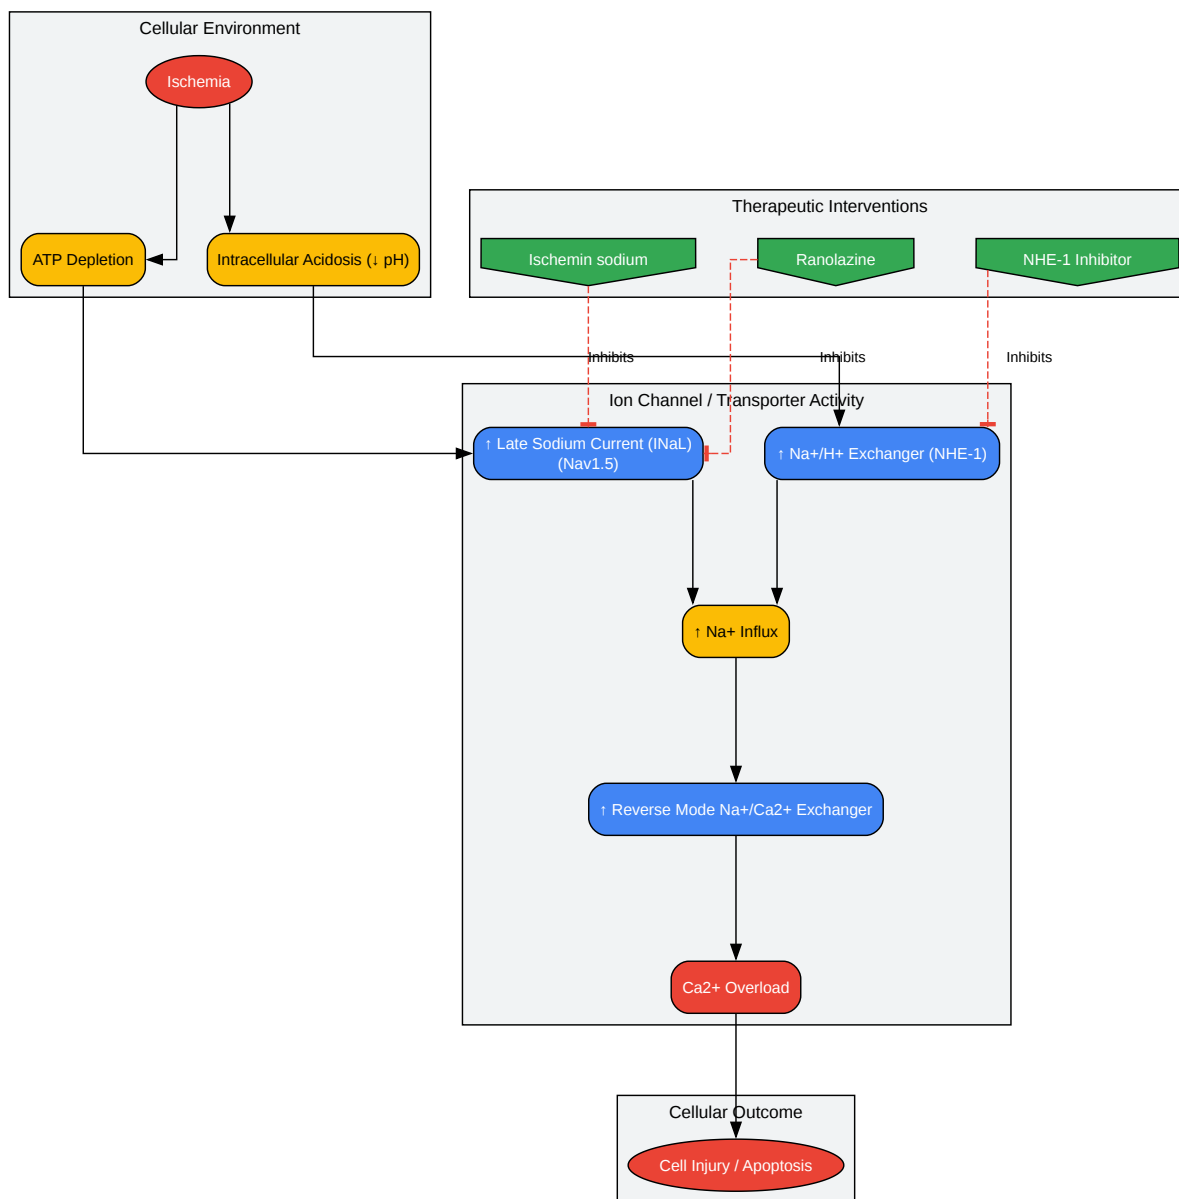 Cellular Environment
Ischemia
ATP Depletion
Intracellular Acidosis (↓ pH)
Therapeutic Interventions
Ischemin sodium
Ranolazine
NHE-1 Inhibitor
Inhibits
Inhibits
Inhibits
Ion Channel / Transporter Activity
↑ Late Sodium Current (INaL)
(Nav1.5)
↑ Na+/H+ Exchanger (NHE-1)
↑ Na+ Influx
↑ Reverse Mode Na+/Ca2+ Exchanger
Ca2+ Overload
Cellular Outcome
Cell Injury / Apoptosis